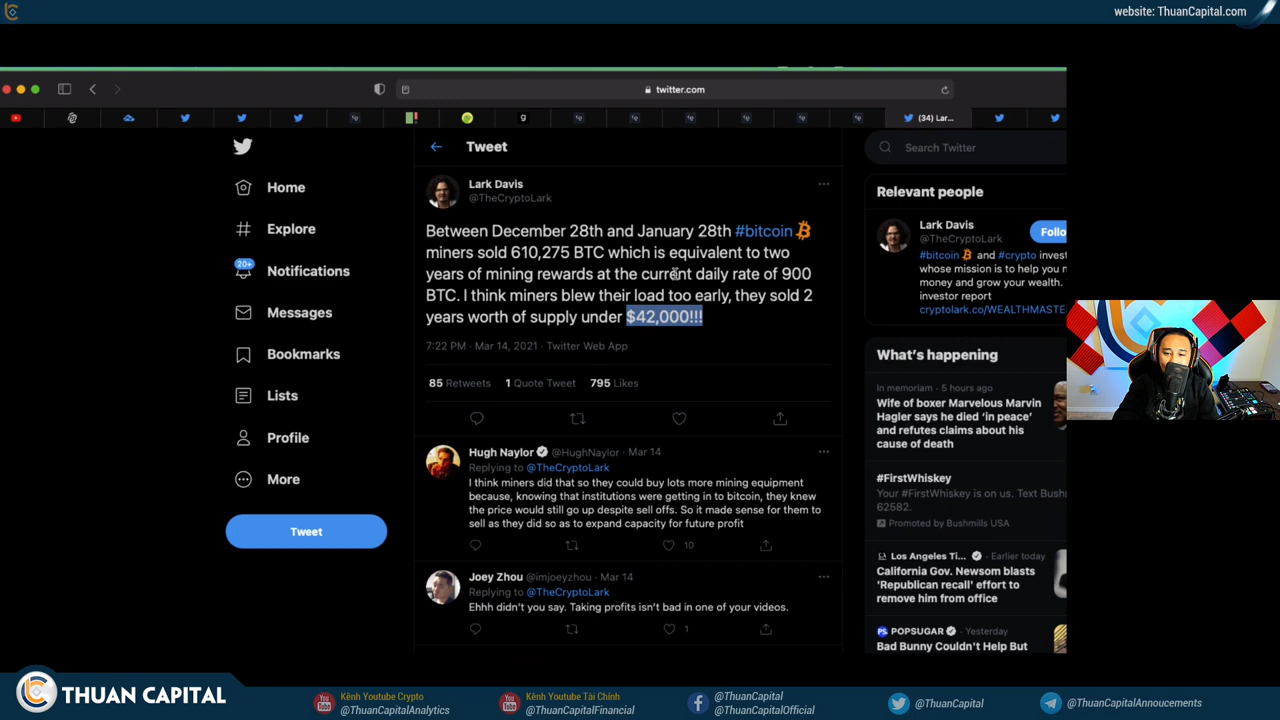 website: ThuanCapital.com
twitter.com
(34) Lar...
Home
Explore
20+
Notifications
Messages
Bookmarks
Lists
Profile
More
Tweet
Tweet
Lark Davis
@TheCryptoLark
Between December 28th and January 28th #bitcoin
miners sold 610,275 BTC which is equivalent to two
years of mining rewards at the current daily rate of 900
BTC. I think miners blew their load too early, they sold 2
years worth of supply under $42,000!!!
7:22 PM · Mar 14, 2021 · Twitter Web App
85 Retweets 1 Quote Tweet 795 Likes
Hugh Naylor @HughNaylor · Mar 14
Replying to @TheCryptoLark
I think miners did that so they could buy lots more mining equipment
because, knowing that institutions were getting in to bitcoin, they knew
the price would still go up despite sell offs. So it made sense for them to
sell as they did so as to expand capacity for future profit
10
Joey Zhou @imjoeyzhou · Mar 14
Replying to @TheCryptoLark
Ehhh didn't you say. Taking profits isn't bad in one of your videos.
1
Search Twitter
Relevant people
Lark Davis
@TheCryptoLark
Follo
#bitcoin and #crypto invest
whose mission is to help you m
money and grow your wealth.
investor report
cryptolark.co/WEALTHMASTE
What's happening
In memoriam · 5 hours ago
Wife of boxer Marvelous Marvin
Hagler says he died 'in peace'
and refutes claims about his
cause of death
#FirstWhiskey
Your #FirstWhiskey is on us. Text Bush
62582.
Promoted by Bushmills USA
Los Angeles Ti... · Earlier today
California Gov. Newsom blasts
'Republican recall' effort to
remove him from office
POPSUGAR · Yesterday
Bad Bunny Couldn't Help But
THUAN CAPITAL
Kênh Youtube Crypto
@ThuanCapitalAnalytics
Kênh Youtube Tài Chính
@ThuanCapitalFinancial
@ThuanCapital
@ThuanCapitalOfficial
@ThuanCapital
@ThuanCapitalAnnoucements